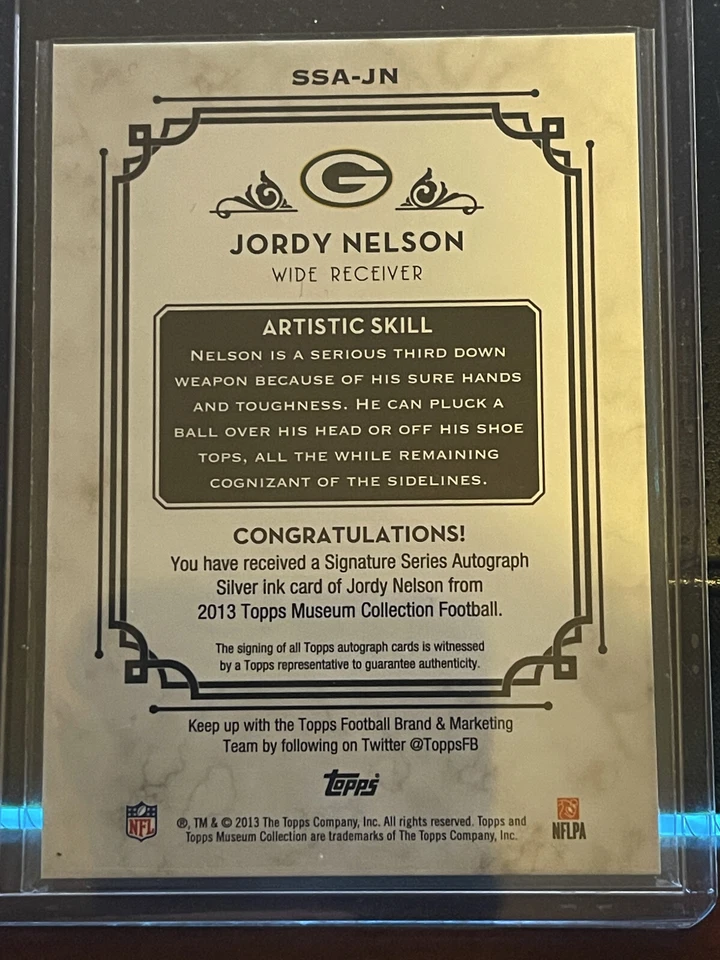 SSA-JN
G
JORDY NELSON
WIDE RECEIVER
ARTISTIC SKILL
NELSON IS A SERIOUS THIRD DOWN
WEAPON BECAUSE OF HIS SURE HANDS
AND TOUGHNESS. HE CAN PLUCK A
BALL OVER HIS HEAD OR OFF HIS SHOE
TOPS, ALL THE WHILE REMAINING
COGNIZANT OF THE SIDELINES.
CONGRATULATIONS!
You have received a Signature Series Autograph
Silver ink card of Jordy Nelson from
2013 Topps Museum Collection Football.
The signing of all Topps autograph cards is witnessed
by a Topps representative to guarantee authenticity.
Keep up with the Topps Football Brand & Marketing
Team by following on Twitter @ToppsFB
Topps
NFL
®, TM & © 2013 The Topps Company, Inc. All rights reserved. Topps and
Topps Museum Collection are trademarks of The Topps Company, Inc.
NFLPA